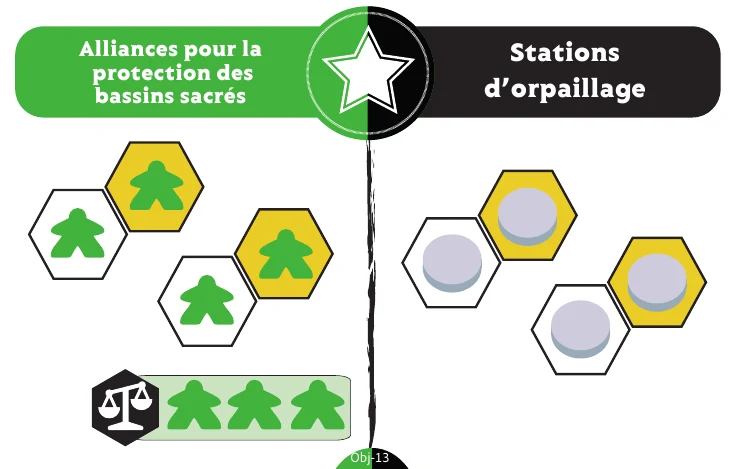 Alliances pour la
protection des
bassins sacrés
Stations
d’orpaillage
Obj-13